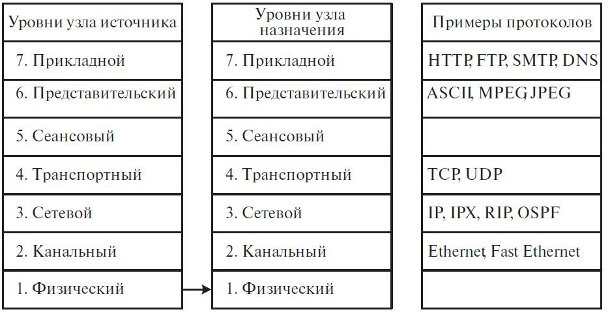 Уровни узла источника
7. Прикладной
6. Представительский
5. Сеансовый
4. Транспортный
3. Сетевой
2. Канальный
1. Физический
Уровни узла
назначения
7. Прикладной
6. Представительский
5. Сеансовый
4. Транспортный
3. Сетевой
2. Канальный
1. Физический
Примеры протоколов
HTTP, FTP, SMTP, DNS
ASCII, MPEG JPEG
TCP, UDP
IP, IPX, RIP, OSPF
Ethernet, Fast Ethernet